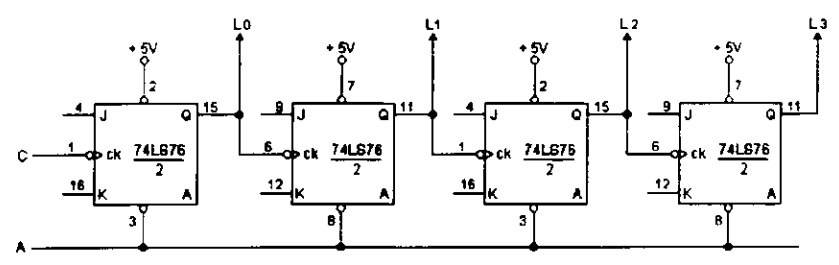 L0 L1 L2 L3
+ 5V + 5V + 5V + 5V
2 7 2 7
4 J Q 15 9 J Q 11 4 J Q 15 9 J Q 11
C 1 ck 74LS76 6 ck 74LS76 1 ck 74LS76 6 ck 74LS76
2 2 2 2
16 K A 12 K A 16 K A 12 K A
3 8 3 8
A